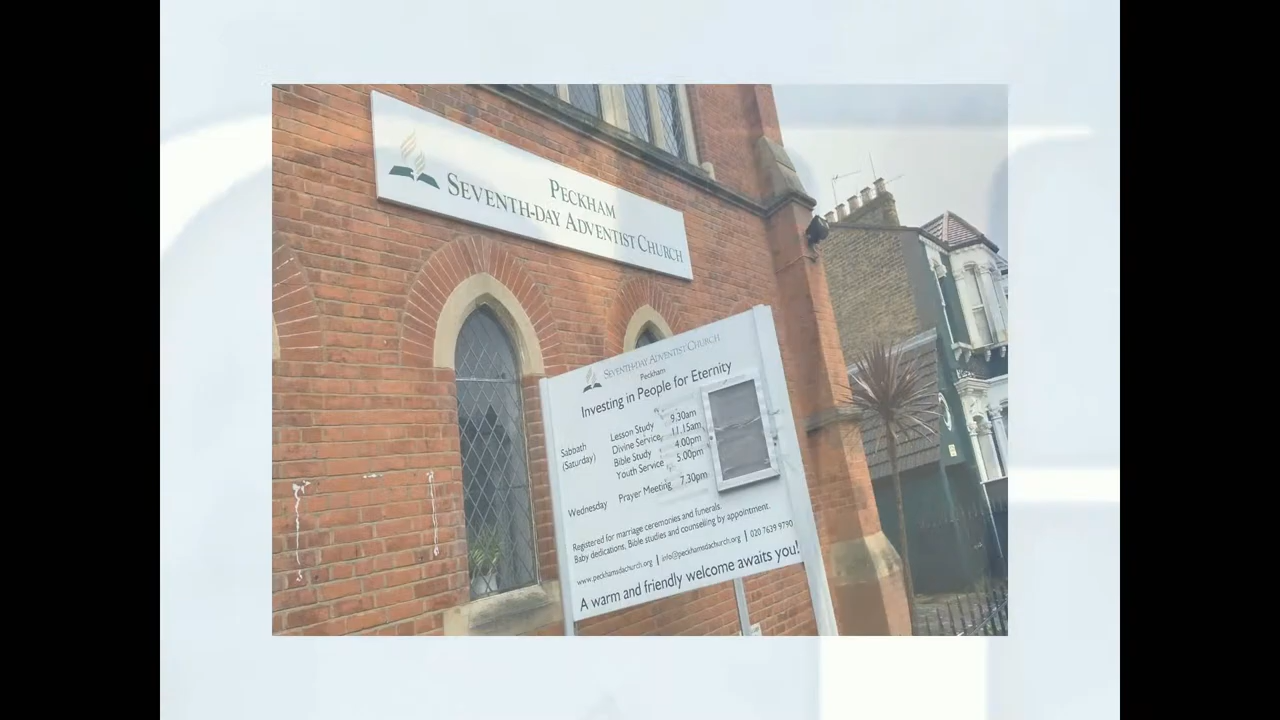 PECKHAM
SEVENTH-DAY ADVENTIST CHURCH
SEVENTH-DAY ADVENTIST CHURCH
Peckham
Investing in People for Eternity
Sabbath (Saturday)
Lesson Study 9.30am
Divine Service 11.15am
Bible Study 4.00pm
Youth Service 5:00pm
Wednesday Prayer Meeting 7.30pm
Registered for marriage ceremonies and funerals.
Baby dedications, Bible studies and counselling by appointment.
www.peckhamsdachurch.org | info@peckhamsdachurch.org | 020 7639 9790
A warm and friendly welcome awaits you!